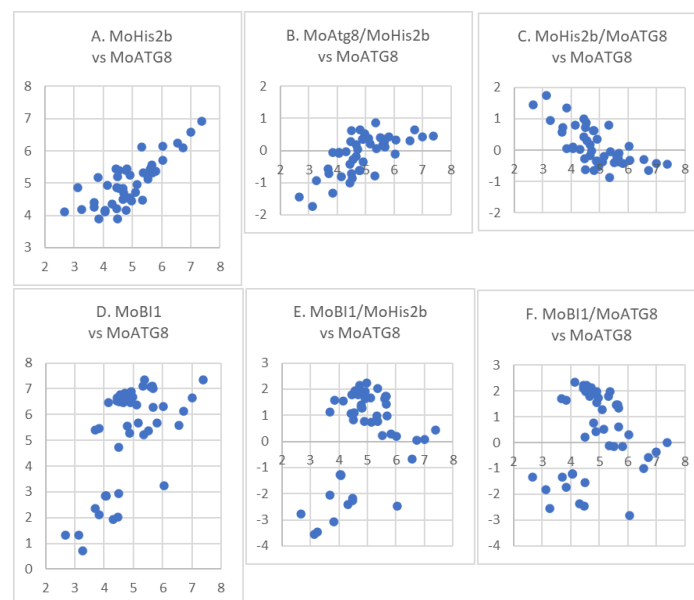 A. MoHis2b
vs MoATG8
8
7
6
5
4
3
2 3 4 5 6 7 8
B. MoAtg8/MoHis2b
vs MoATG8
2
1
0
-1
-2
2 3 4 5 6 7 8
C. MoHis2b/MoATG8
vs MoATG8
2
1
0
-1
-2
2 3 4 5 6 7 8
D. MoBI1
vs MoATG8
8
7
6
5
4
3
2
1
0
2 3 4 5 6 7 8
E. MoBI1/MoHis2b
vs MoATG8
3
2
1
0
-1
-2
-3
-4
2 3 4 5 6 7 8
F. MoBI1/MoATG8
vs MoATG8
3
2
1
0
-1
-2
-3
-4
2 3 4 5 6 7 8